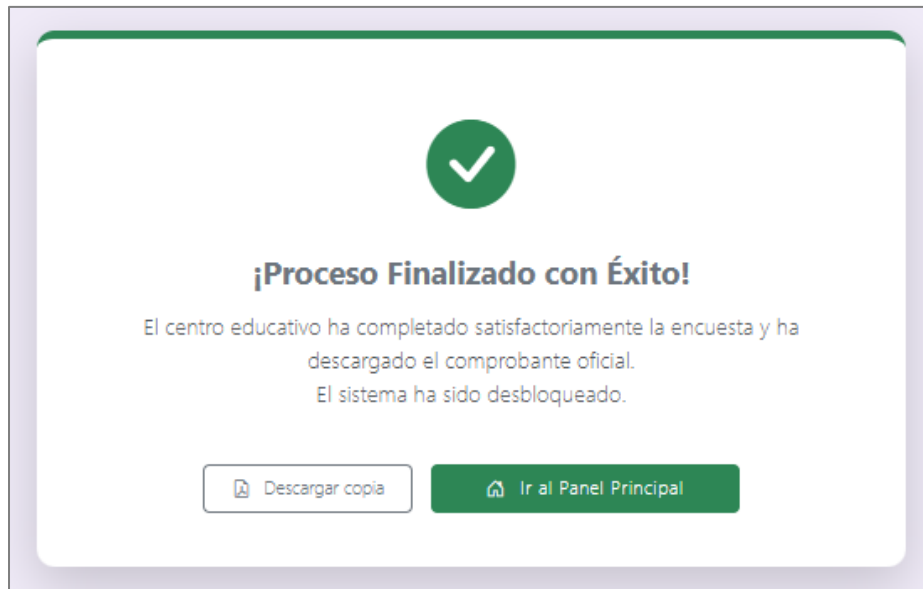 ¡Proceso Finalizado con Éxito!
El centro educativo ha completado satisfactoriamente la encuesta y ha
descargado el comprobante oficial.
El sistema ha sido desbloqueado.
Descargar copia
Ir al Panel Principal